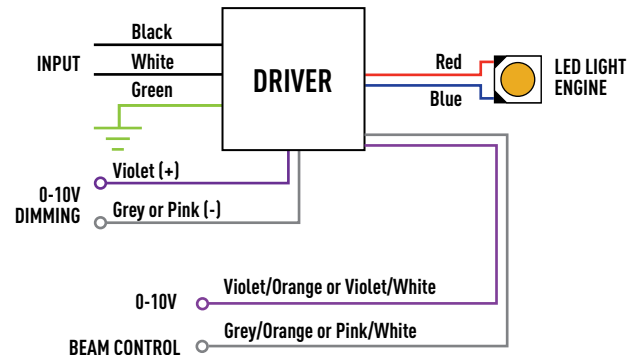 Black
INPUT
White
Green
DRIVER
Red
Blue
LED LIGHT
ENGINE
Violet (+)
0-10V
DIMMING
Grey or Pink (-)
Violet/Orange or Violet/White
0-10V
Grey/Orange or Pink/White
BEAM CONTROL